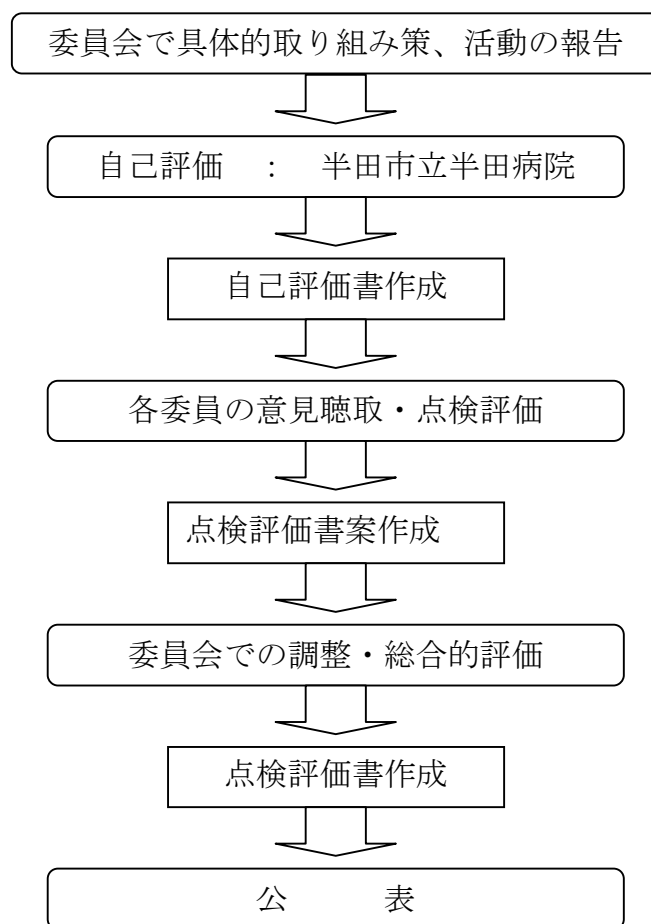 委員会で具体的取り組み策、活動の報告
自己評価 : 半田市立半田病院
自己評価書作成
各委員の意見聴取・点検評価
点検評価書案作成
委員会での調整・総合的評価
点検評価書作成
公 表